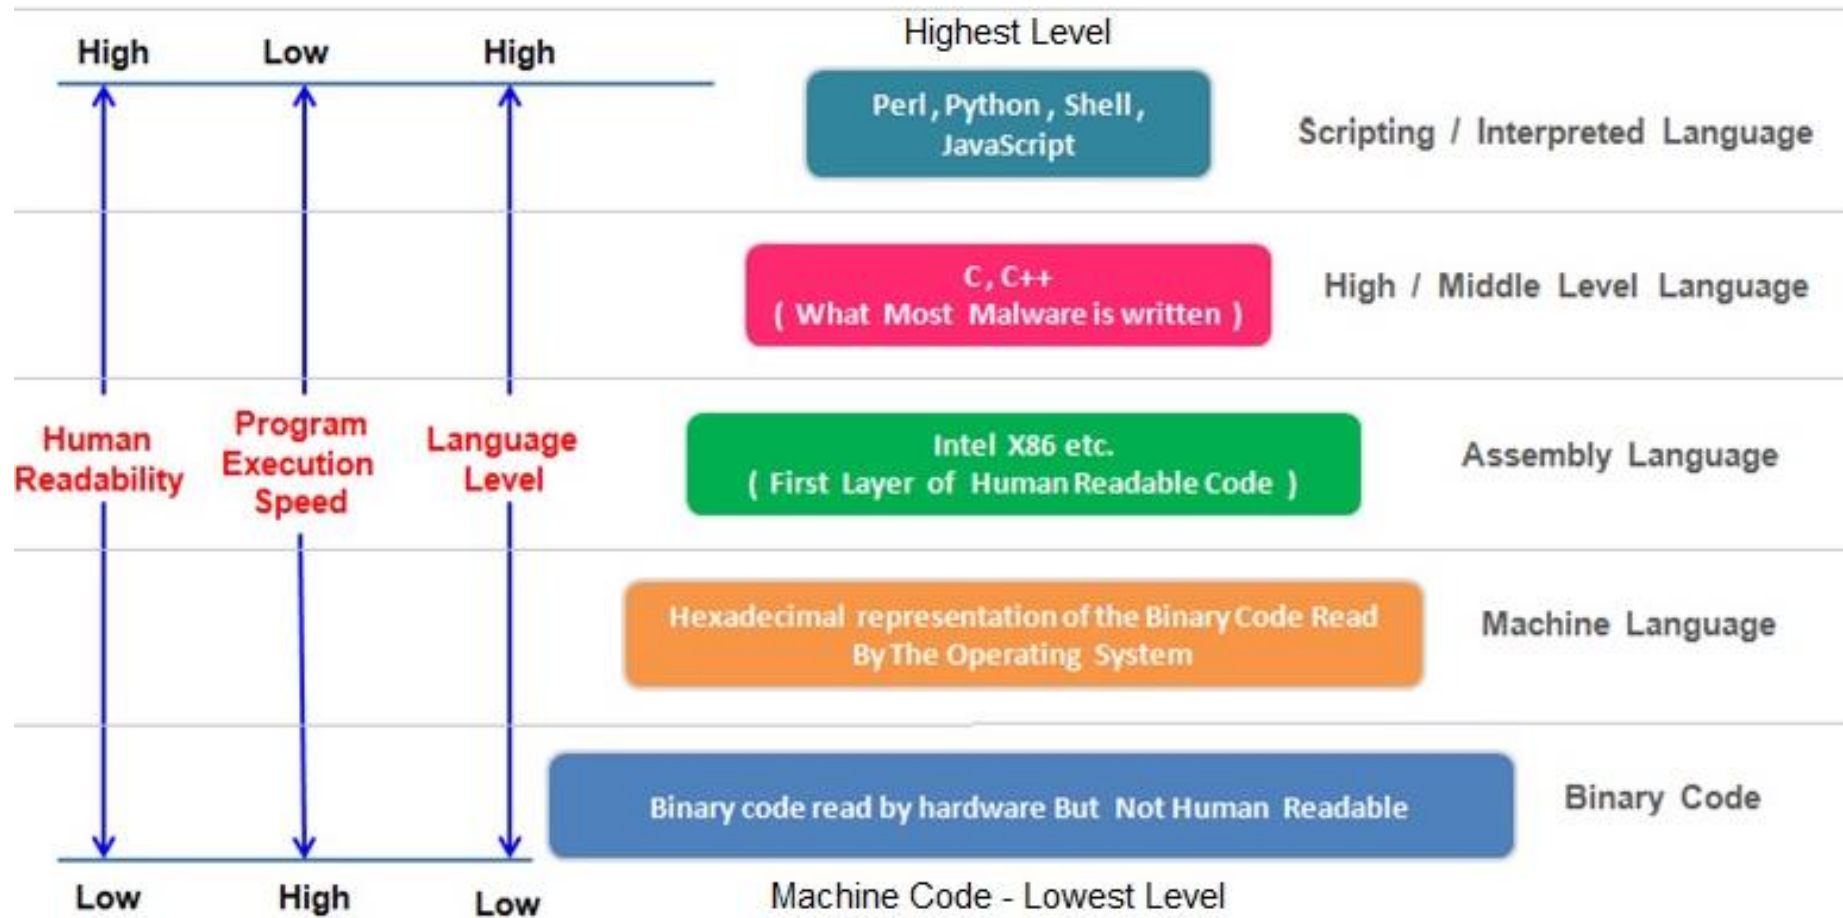 High Low High Highest Level
Perl , Python , Shell ,
JavaScript
Scripting / Interpreted Language
C , C++
( What Most Malware is written )
High / Middle Level Language
Human
Readability
Program
Execution
Speed
Language
Level
Intel X86 etc.
( First Layer of Human Readable Code )
Assembly Language
Hexadecimal representation of the Binary Code Read
By The Operating System
Machine Language
Binary code read by hardware But Not Human Readable
Binary Code
Low High Low Machine Code - Lowest Level